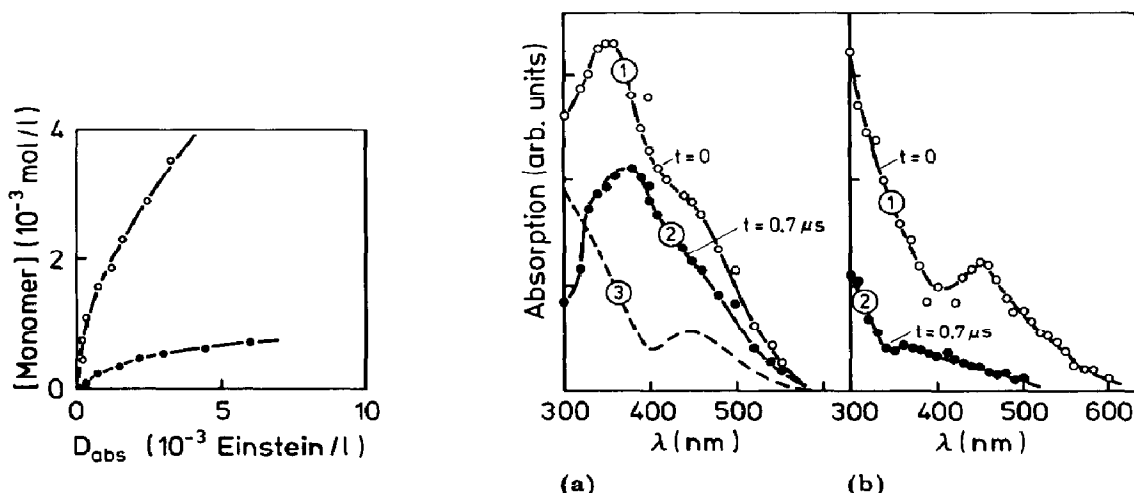 [Monomer] (10⁻³ mol/l)
4
2
0
0
5
10
D_abs (10⁻³ Einstein/l)
Absorption (arb. units)
1
t=0
2
t=0.7 μs
3
300
400
500
λ (nm)
(a)
t=0
1
2
t=0.7 μs
300
400
500
600
λ (nm)
(b)